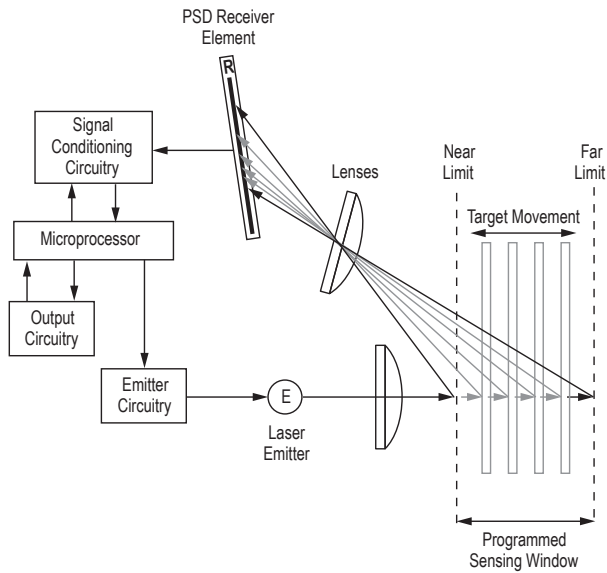 PSD Receiver
Element
R
Signal
Conditioning
Circuitry
Lenses
Near
Limit
Far
Limit
Target Movement
Microprocessor
Output
Circuitry
Emitter
Circuitry
E
Laser
Emitter
Programmed
Sensing Window